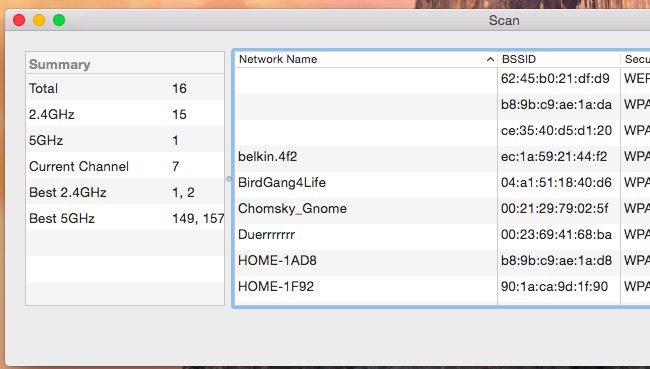 Scan
Summary
Total 16
2.4GHz 15
5GHz 1
Current Channel 7
Best 2.4GHz 1, 2
Best 5GHz 149, 157
Network Name BSSID Secu
62:45:b0:21:df:d9 WEP
b8:9b:c9:ae:1a:da WPA
ce:35:40:d5:d1:20 WPA
belkin.4f2 ec:1a:59:21:44:f2 WPA
BirdGang4Life 04:a1:51:18:40:d6 WPA
Chomsky_Gnome 00:21:29:79:02:5f WPA
Duerrrrrrr 00:23:69:41:68:ba WPA
HOME-1AD8 b8:9b:c9:ae:1a:d8 WPA
HOME-1F92 90:1a:ca:9d:1f:90 WPA